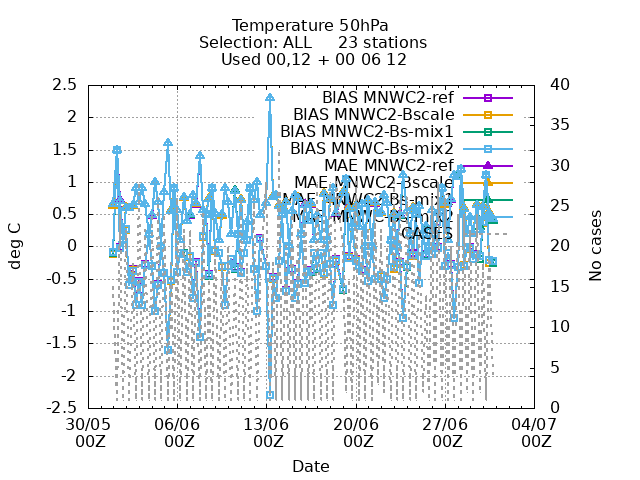 Temperature 50hPa
Selection: ALL 23 stations
Used 00,12 + 00 06 12
2.5
2
1.5
1
0.5
0
-0.5
-1
-1.5
-2
-2.5
deg C
40
35
30
25
20
15
10
5
0
No cases
BIAS MNWC2-ref
BIAS MNWC2-Bscale
BIAS MNWC2-Bs-mix1
BIAS MNWC-Bs-mix2
MAE MNWC2-ref
MAE MNWC2-Bscale
MAE MNWC2-Bs-mix1
MAE MNWC-Bs-mix2
CASES
30/05 06/06 13/06 20/06 27/06 04/07
00Z 00Z 00Z 00Z 00Z 00Z
Date